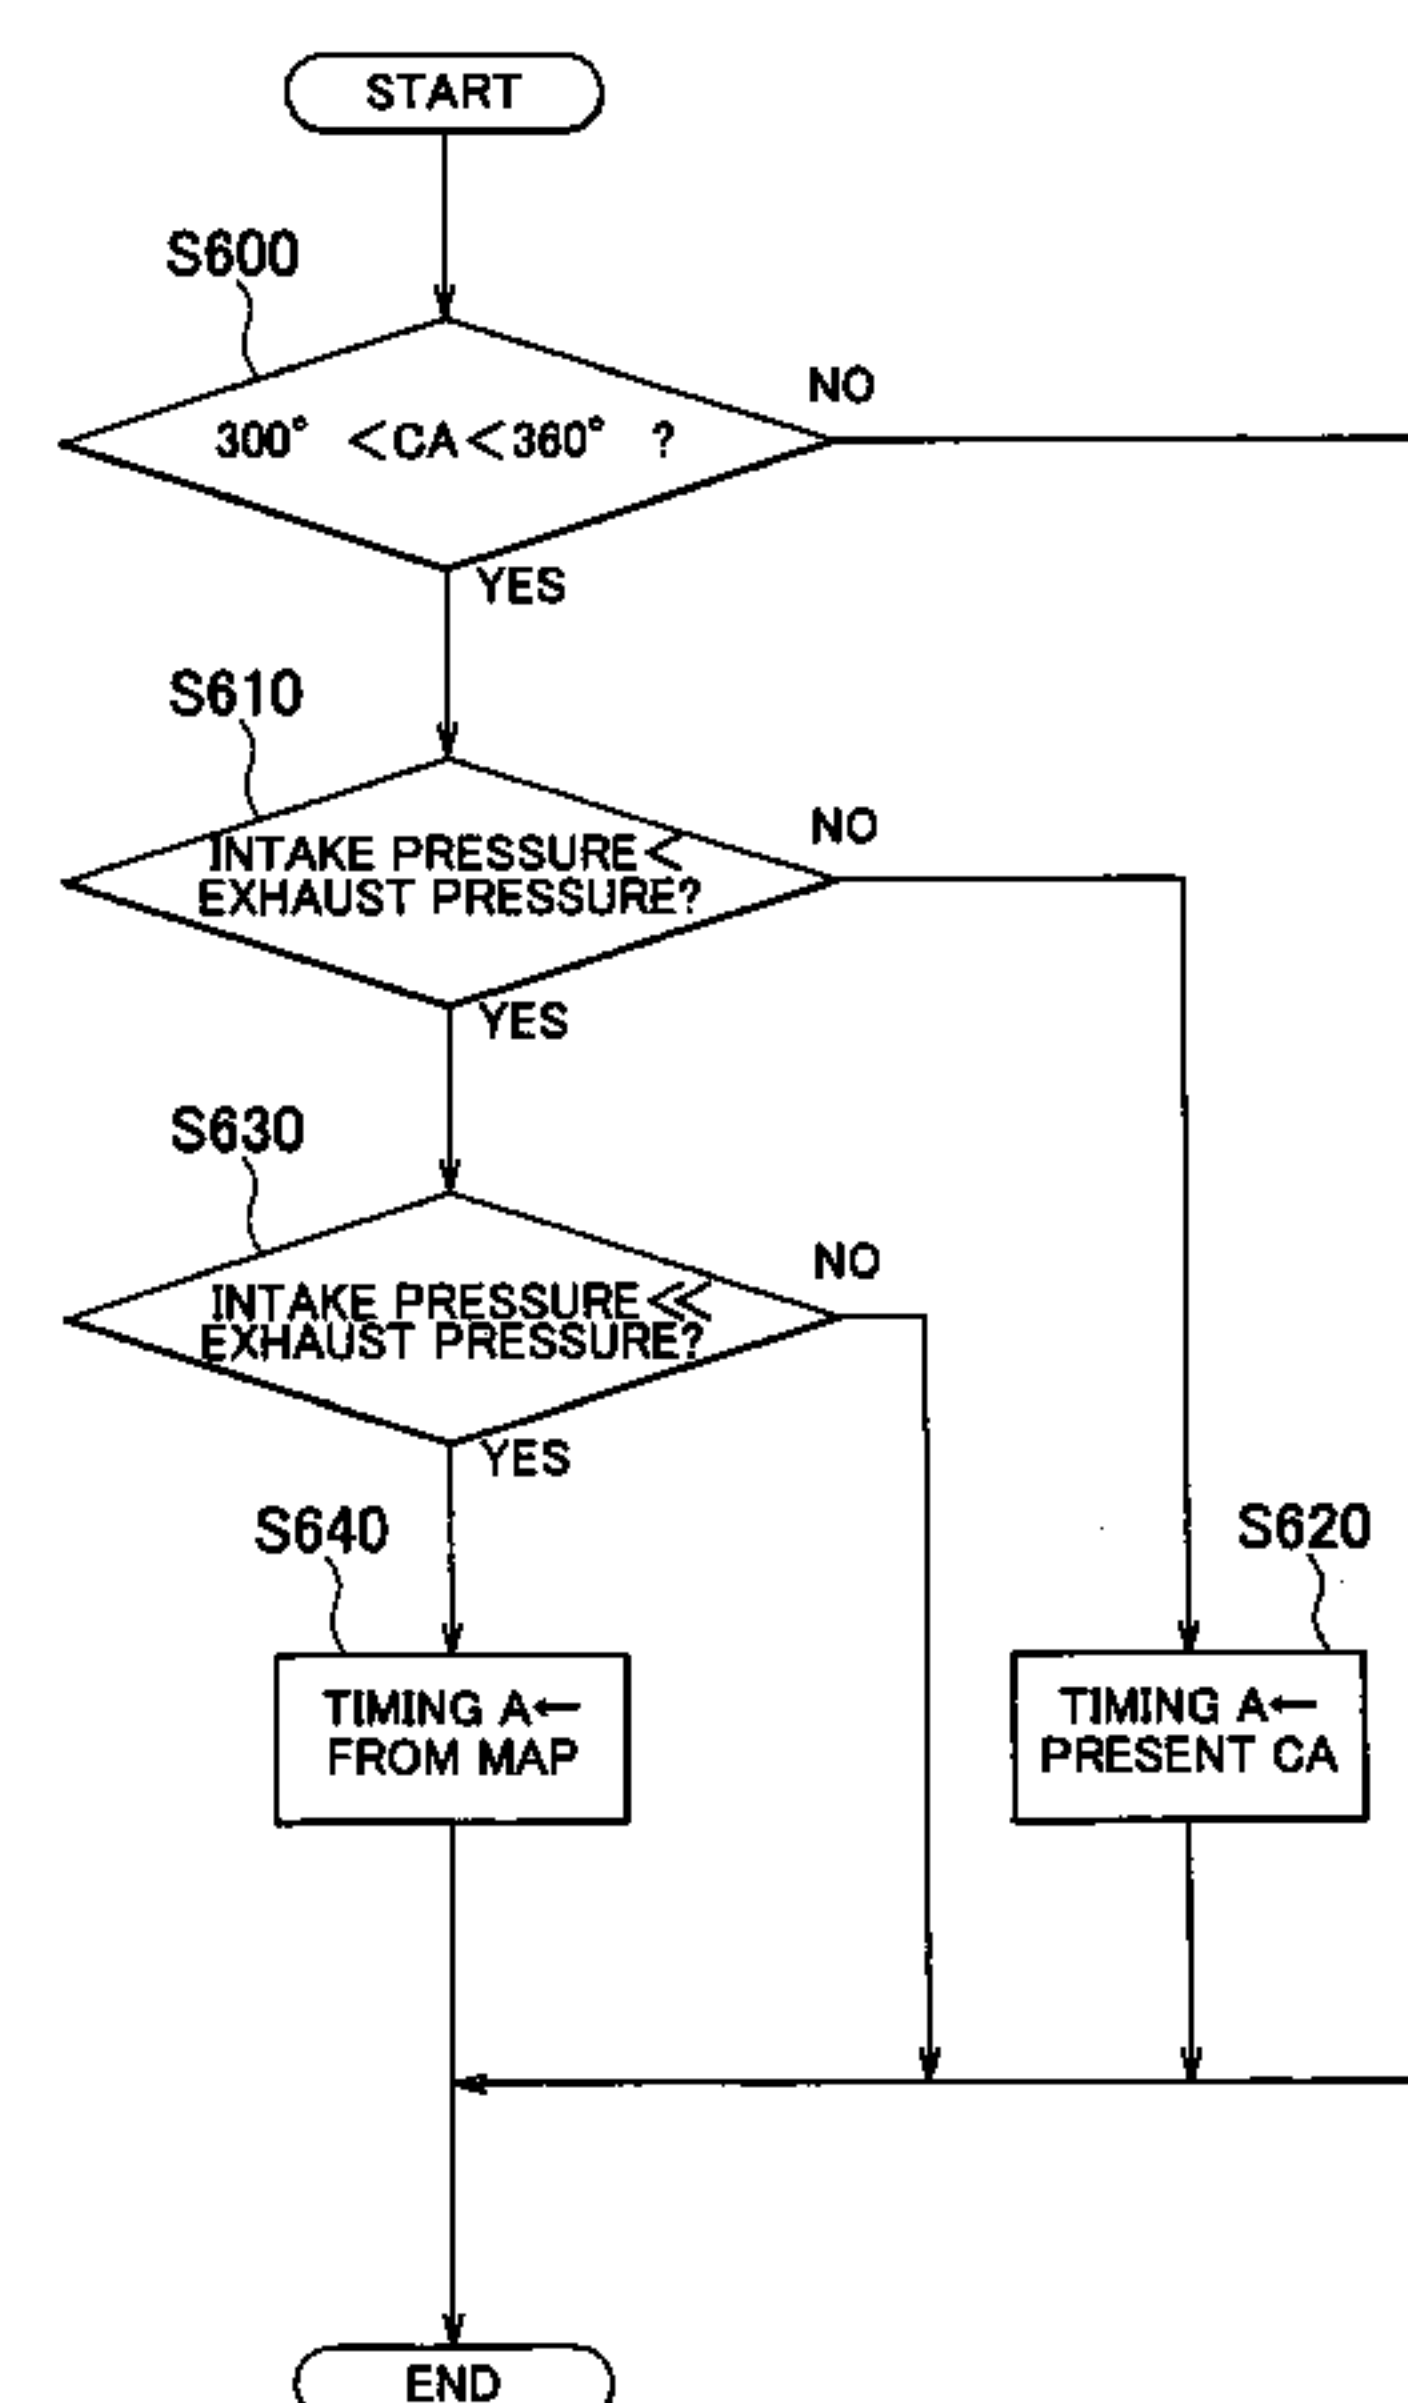 START
S600
NO
300° <CA<360° ?
YES
S610
NO
INTAKE PRESSURE<
EXHAUST PRESSURE?
YES
S630
NO
INTAKE PRESSURE≪
EXHAUST PRESSURE?
YES
S640
S620
TIMING A←
FROM MAP
TIMING A←
PRESENT CA
END